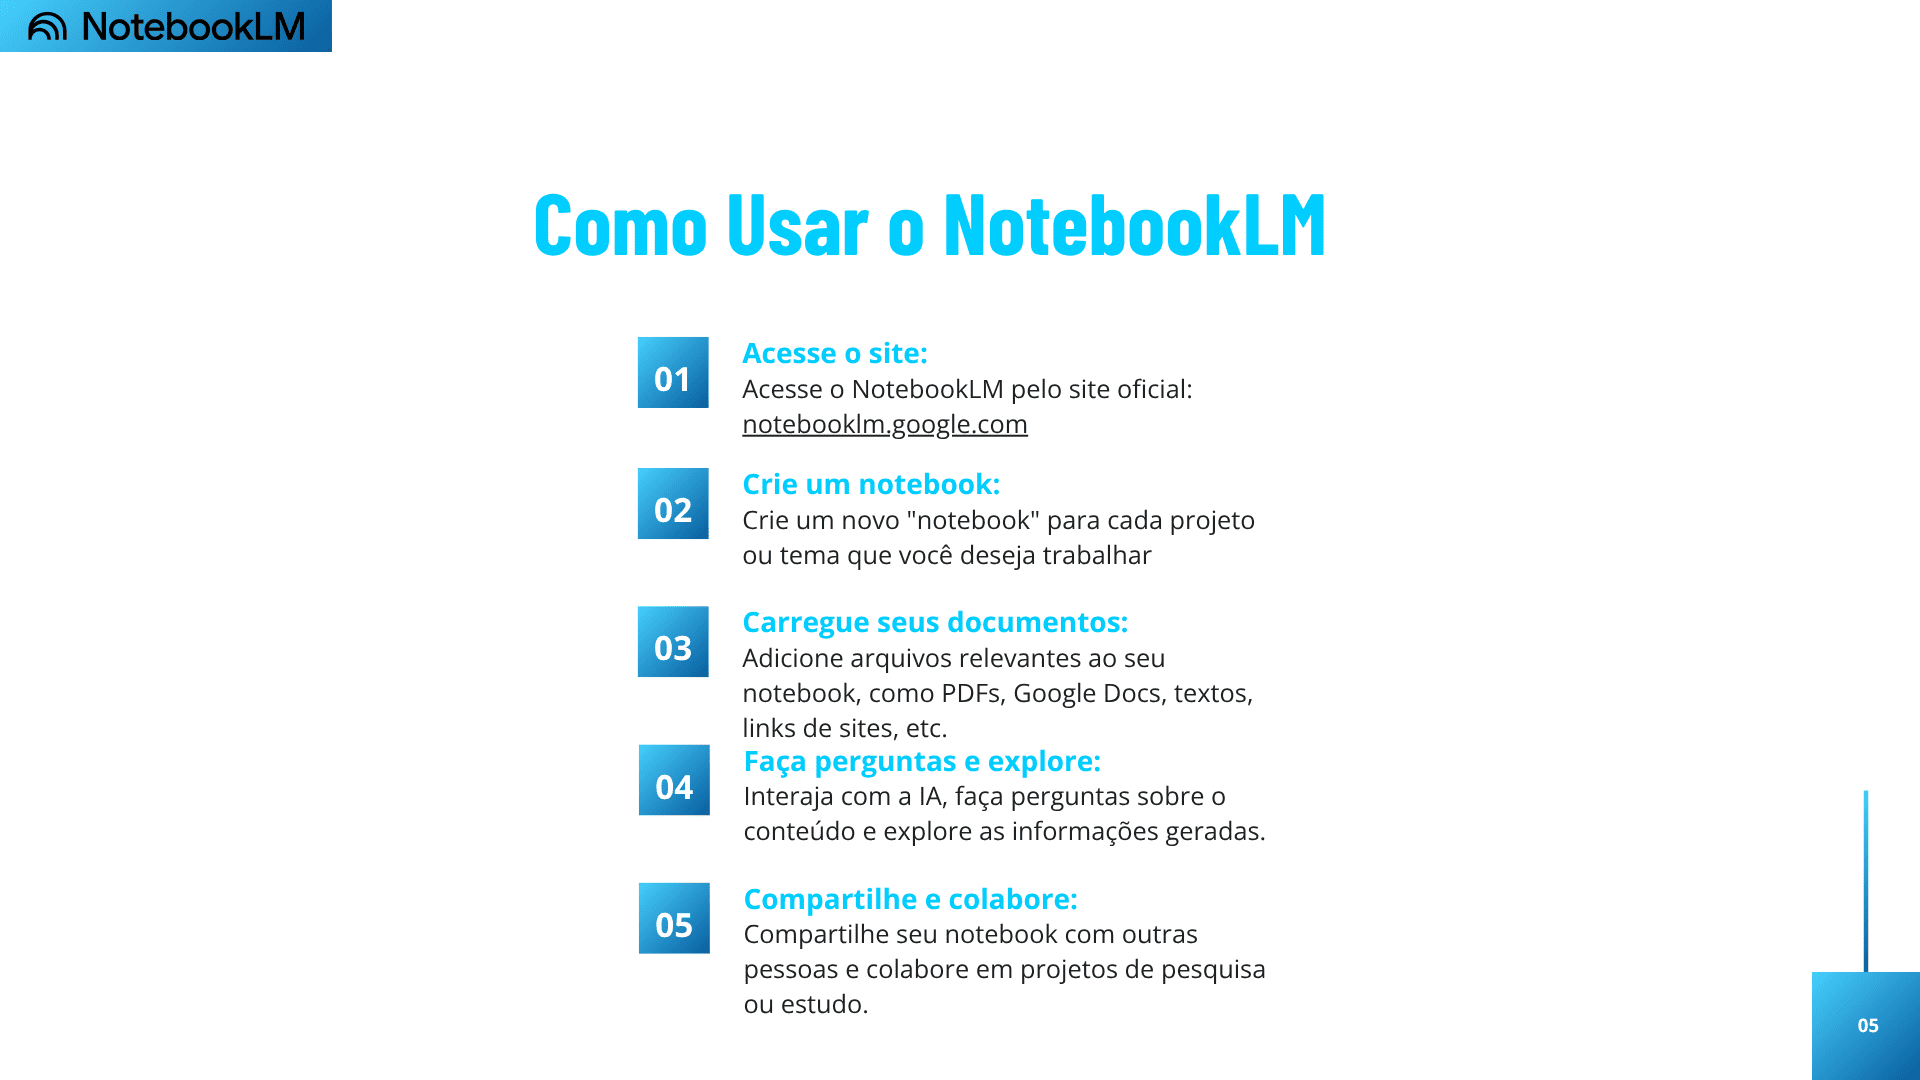 NotebookLM
Como Usar o NotebookLM
01
Acesse o site:
Acesse o NotebookLM pelo site oficial:
notebooklm.google.com
02
Crie um notebook:
Crie um novo "notebook" para cada projeto
ou tema que você deseja trabalhar
03
Carregue seus documentos:
Adicione arquivos relevantes ao seu
notebook, como PDFs, Google Docs, textos,
links de sites, etc.
04
Faça perguntas e explore:
Interaja com a IA, faça perguntas sobre o
conteúdo e explore as informações geradas.
05
Compartilhe e colabore:
Compartilhe seu notebook com outras
pessoas e colabore em projetos de pesquisa
ou estudo.
05